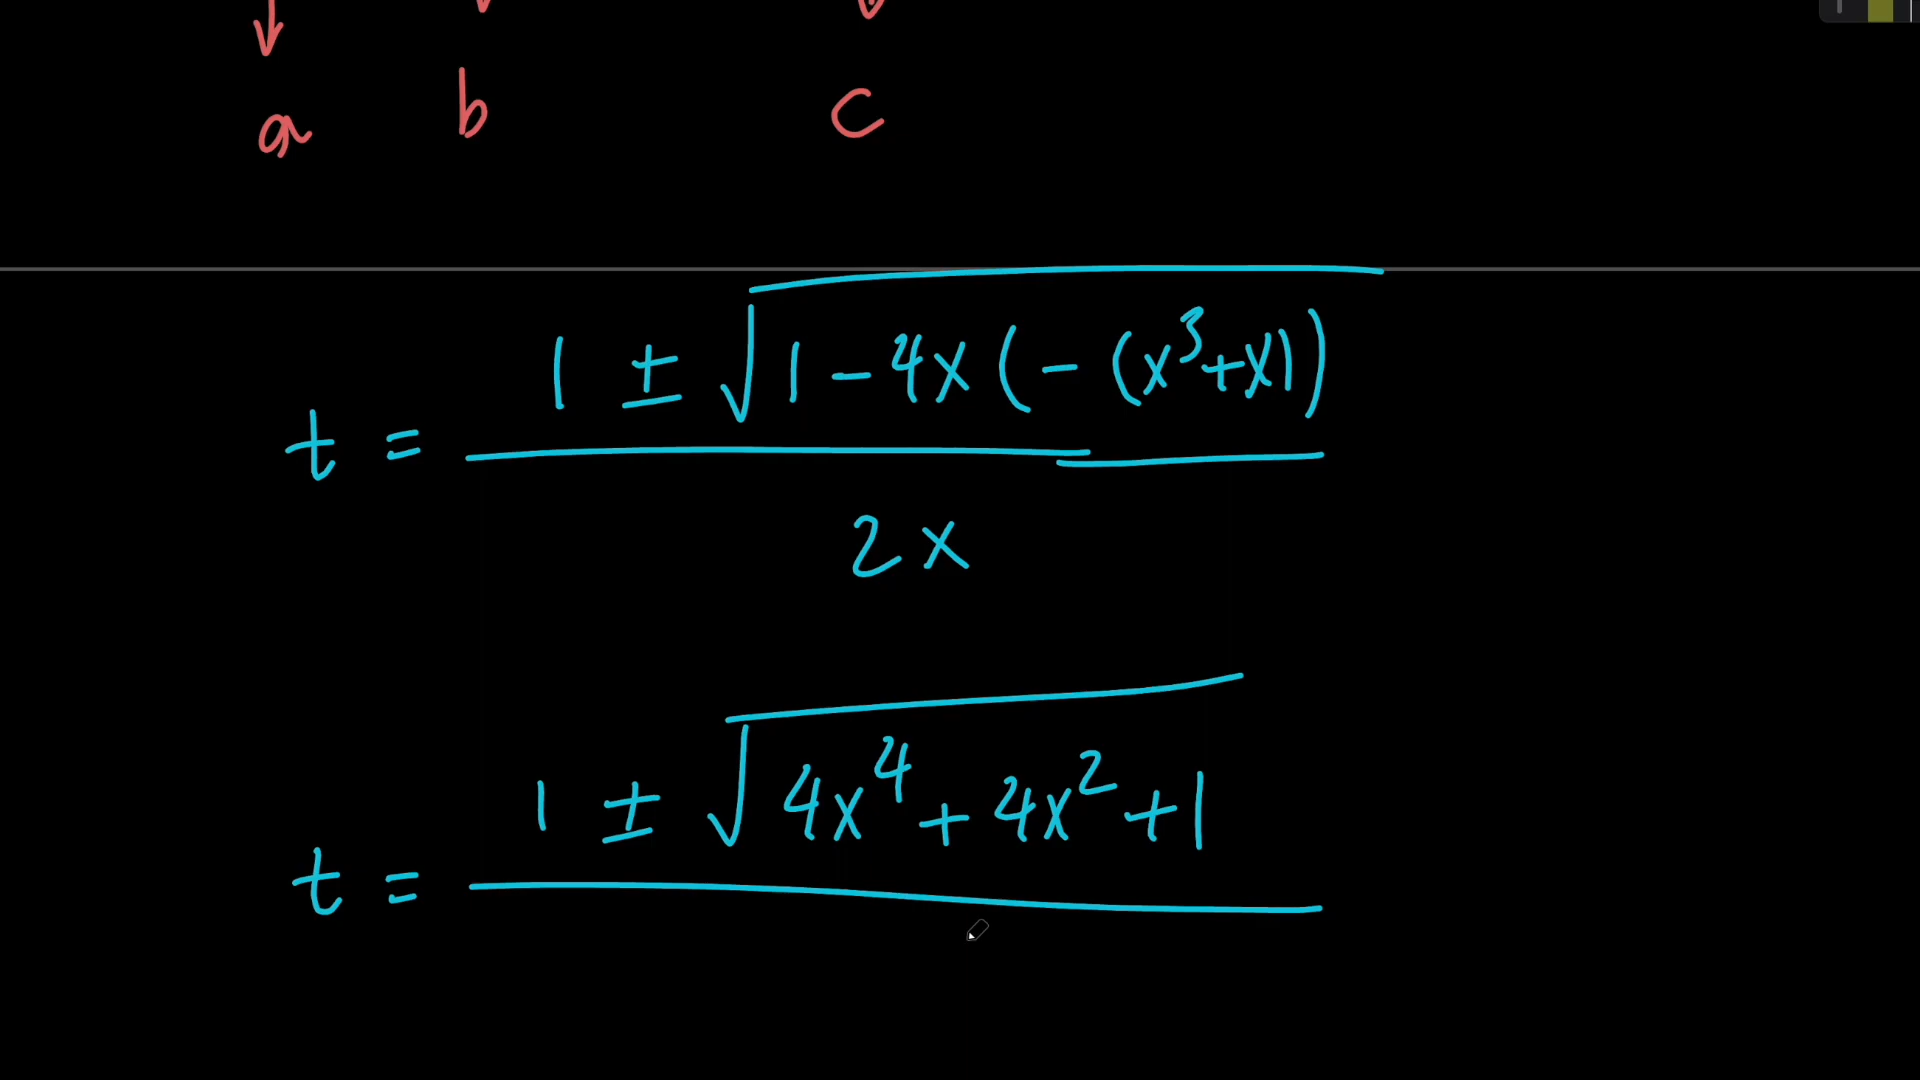 a b c
t = 1 ± √(1 - 4x(-(x³+x)))
2x
t = 1 ± √(4x⁴ + 4x² + 1)